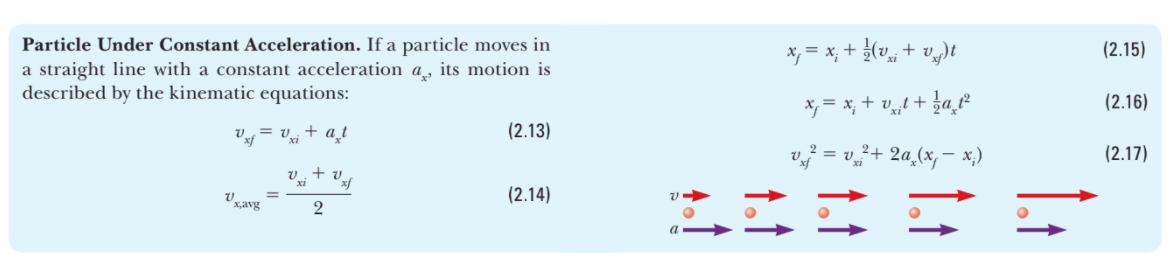 Particle Under Constant Acceleration. If a particle moves in
a straight line with a constant acceleration aₓ, its motion is
described by the kinematic equations:
v_xf = v_xi + a_x t (2.13)
v_x,avg = (v_xi + v_xf) / 2 (2.14)
x_f = x_i + ½(v_xi + v_xf)t (2.15)
x_f = x_i + v_xi t + ½a_x t² (2.16)
v_xf² = v_xi² + 2a_x(x_f − x_i) (2.17)
v
a